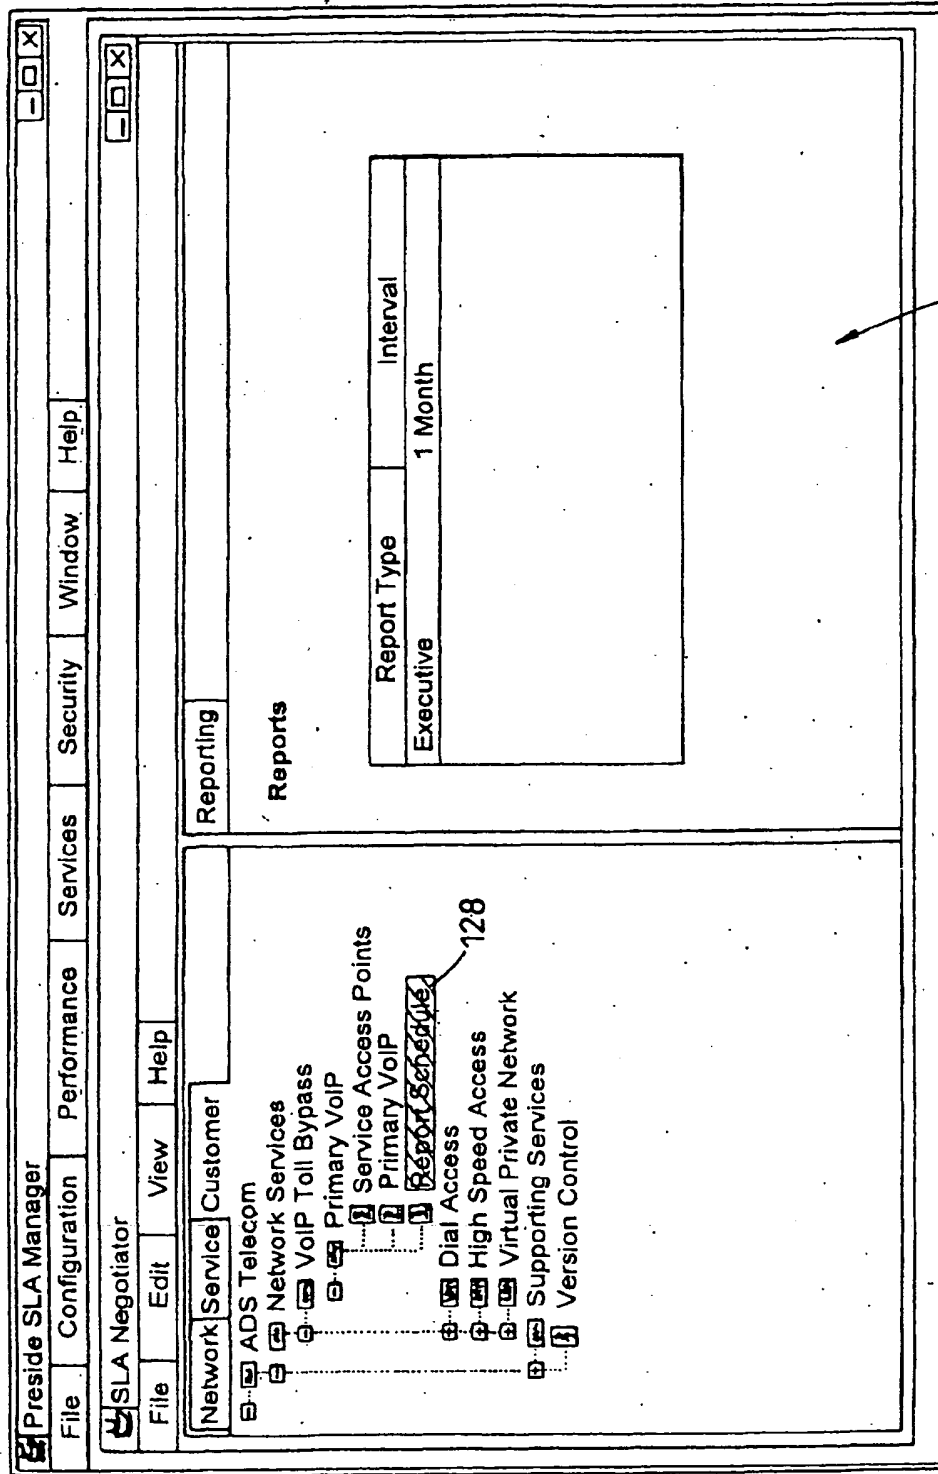 Preside SLA Manager
File Configuration Performance Services Security Window Help
SLA Negotiator
File Edit View Help
Network Service Customer
ADS Telecom
Network Services
VoIP Toll Bypass
Primary VoIP
Service Access Points
Primary VoIP
Report Schedule
128
Dial Access
High Speed Access
Virtual Private Network
Supporting Services
Version Control
Reporting
Reports
Report Type Interval
Executive 1 Month